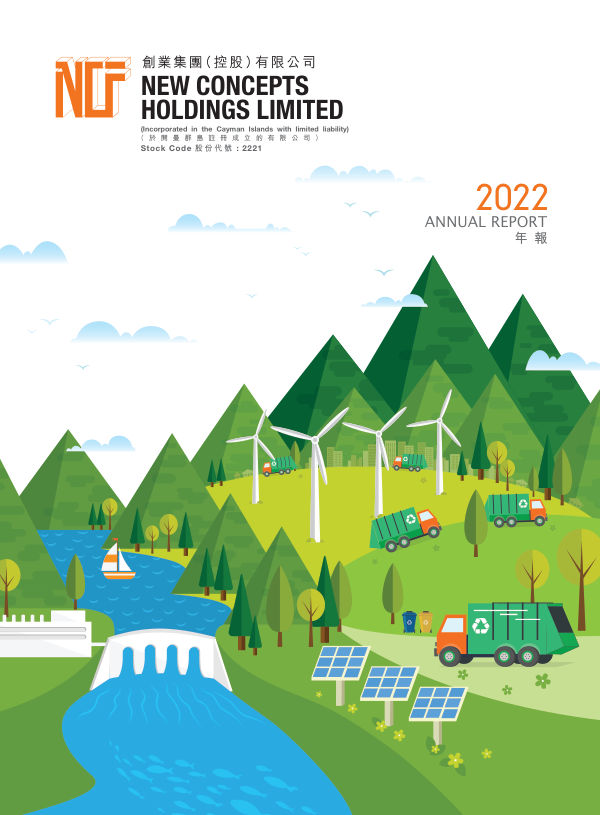 NCF
創業集團（控股）有限公司
NEW CONCEPTS
HOLDINGS LIMITED
(Incorporated in the Cayman Islands with limited liability)
（於開曼群島註冊成立的有限公司）
Stock Code 股份代號 : 2221
2022
ANNUAL REPORT
年報